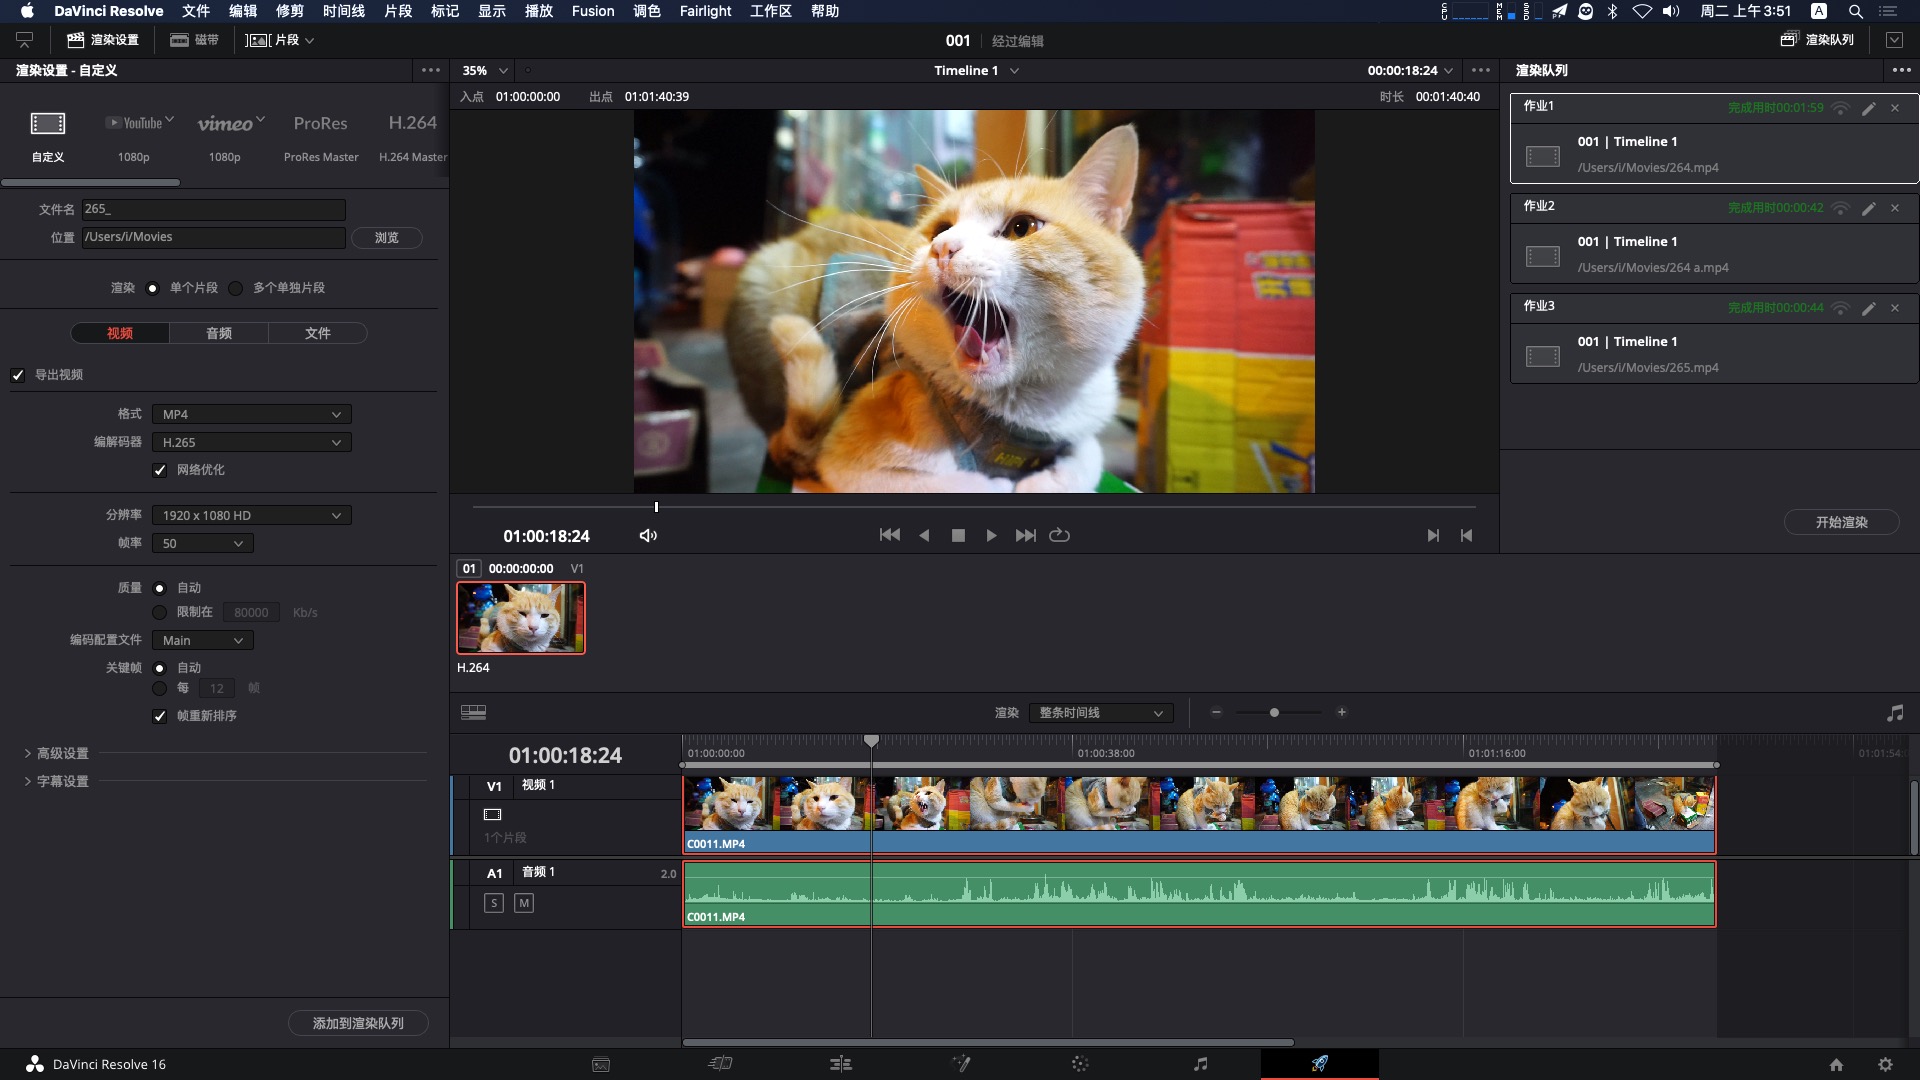 DaVinci Resolve 文件 编辑 修剪 时间线 片段 标记 显示 播放 Fusion 调色 Fairlight 工作区 帮助 周二 上午3:51 A
渲染设置 磁带 片段 001 经过编辑 渲染队列
渲染设置 - 自定义 35% Timeline 1 00:00:18:24 渲染队列
入点 01:00:00:00 出点 01:01:40:39 时长 00:01:40:40
YouTube vimeo ProRes H.264
自定义 1080p 1080p ProRes Master H.264 Master
文件名 265_
位置 /Users/i/Movies 浏览
渲染 单个片段 多个单独片段
视频 音频 文件
导出视频
格式 MP4
编解码器 H.265
网络优化
分辨率 1920 x 1080 HD
帧率 50
质量 自动
限制在 80000 Kb/s
编码配置文件 Main
关键帧 自动
每 12 帧
帧重新排序
高级设置
字幕设置
添加到渲染队列
作业1 完成用时00:01:59
001 | Timeline 1
/Users/i/Movies/264.mp4
作业2 完成用时00:00:42
001 | Timeline 1
/Users/i/Movies/264 a.mp4
作业3 完成用时00:00:44
001 | Timeline 1
/Users/i/Movies/265.mp4
开始渲染
01:00:18:24
01 00:00:00:00 V1
H.264
渲染 整条时间线
01:00:18:24 01:00:00:00 01:00:38:00 01:01:16:00 01:01:54:
V1 视频 1
1个片段
C0011.MP4
A1 音频 1 2.0
S M
C0011.MP4
DaVinci Resolve 16